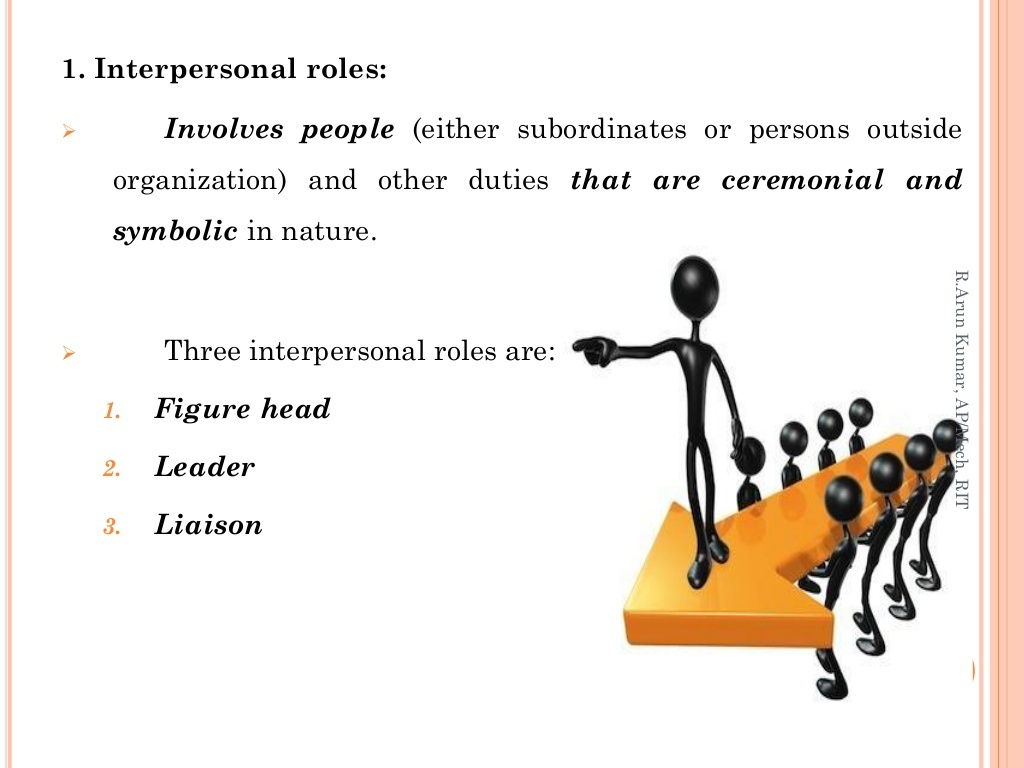 1. Interpersonal roles:
➢ Involves people (either subordinates or persons outside
organization) and other duties that are ceremonial and
symbolic in nature.
➢ Three interpersonal roles are:
1. Figure head
2. Leader
3. Liaison
R.Arun Kumar, AP/Mech, RIT